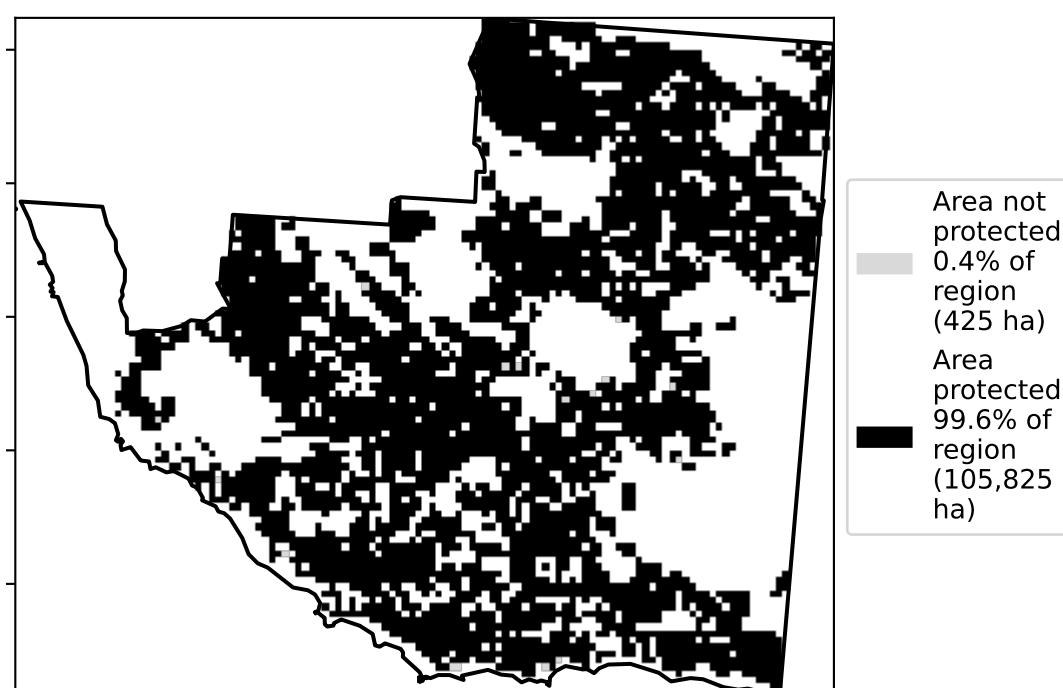 Area not
protected
0.4% of
region
(425 ha)
Area
protected
99.6% of
region
(105,825
ha)